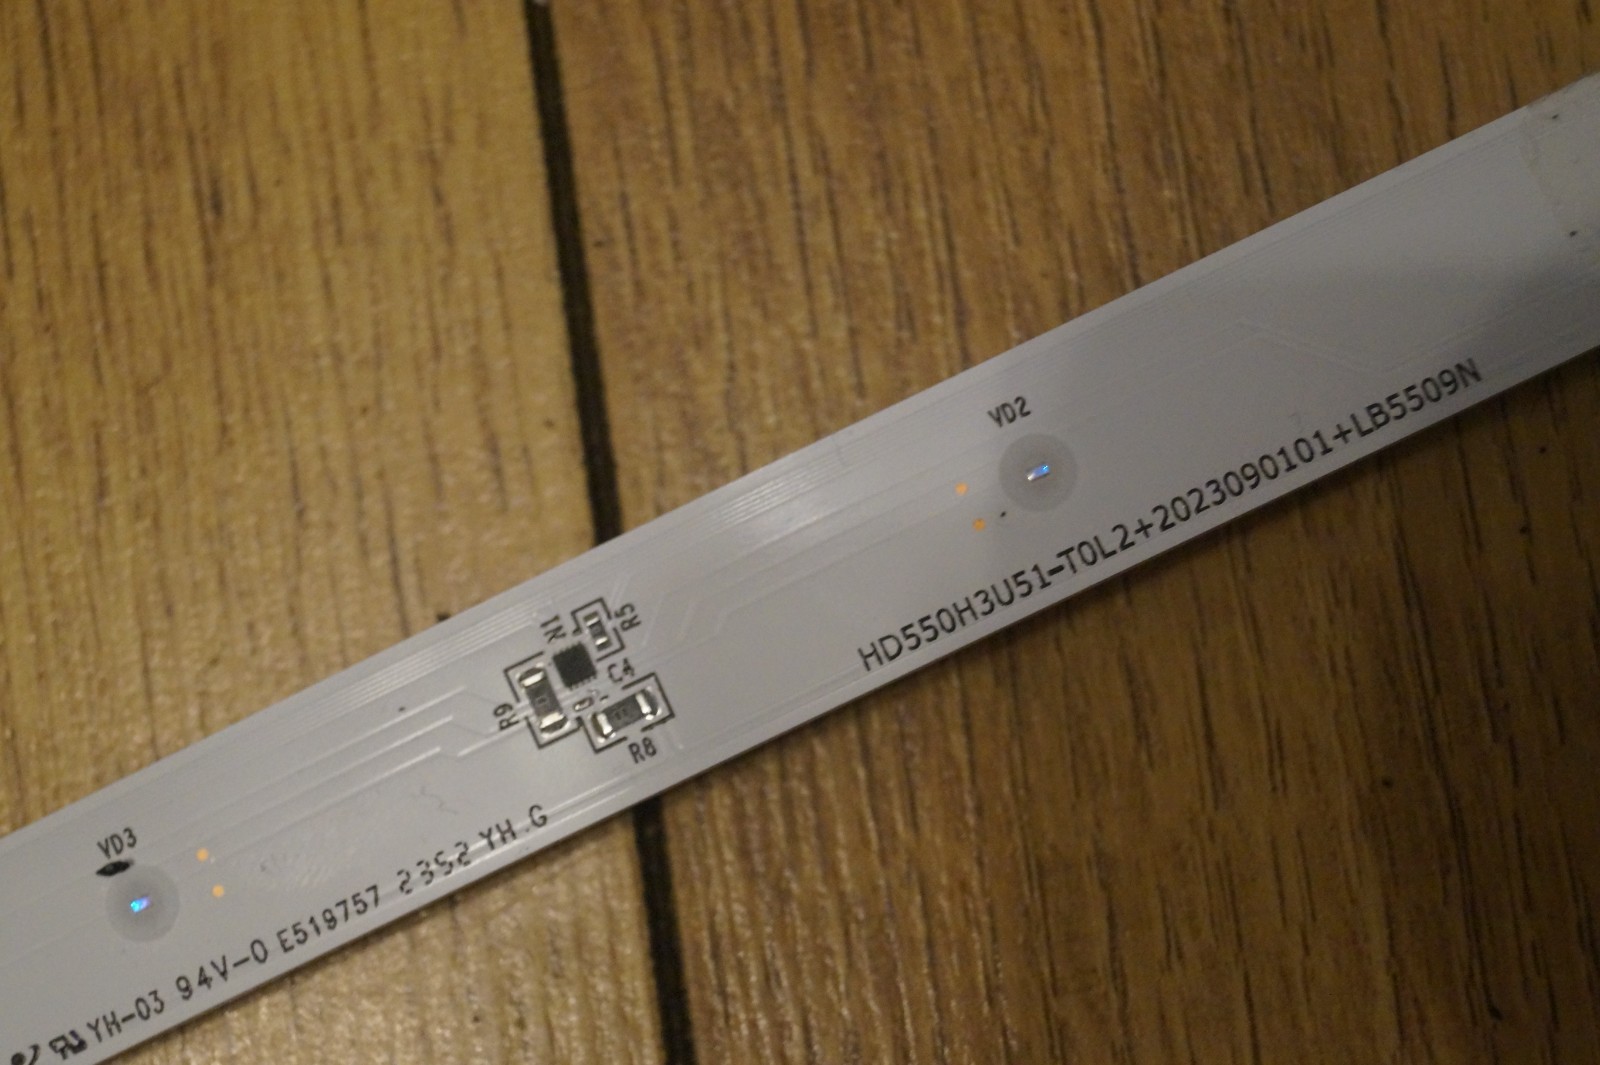 VD2
HD550H3U51-T0L2+2023090101+LB5509N
N1
R5
C4
R9
R8
VD3
YH-03 94V-0 E519757 2352 YH.G